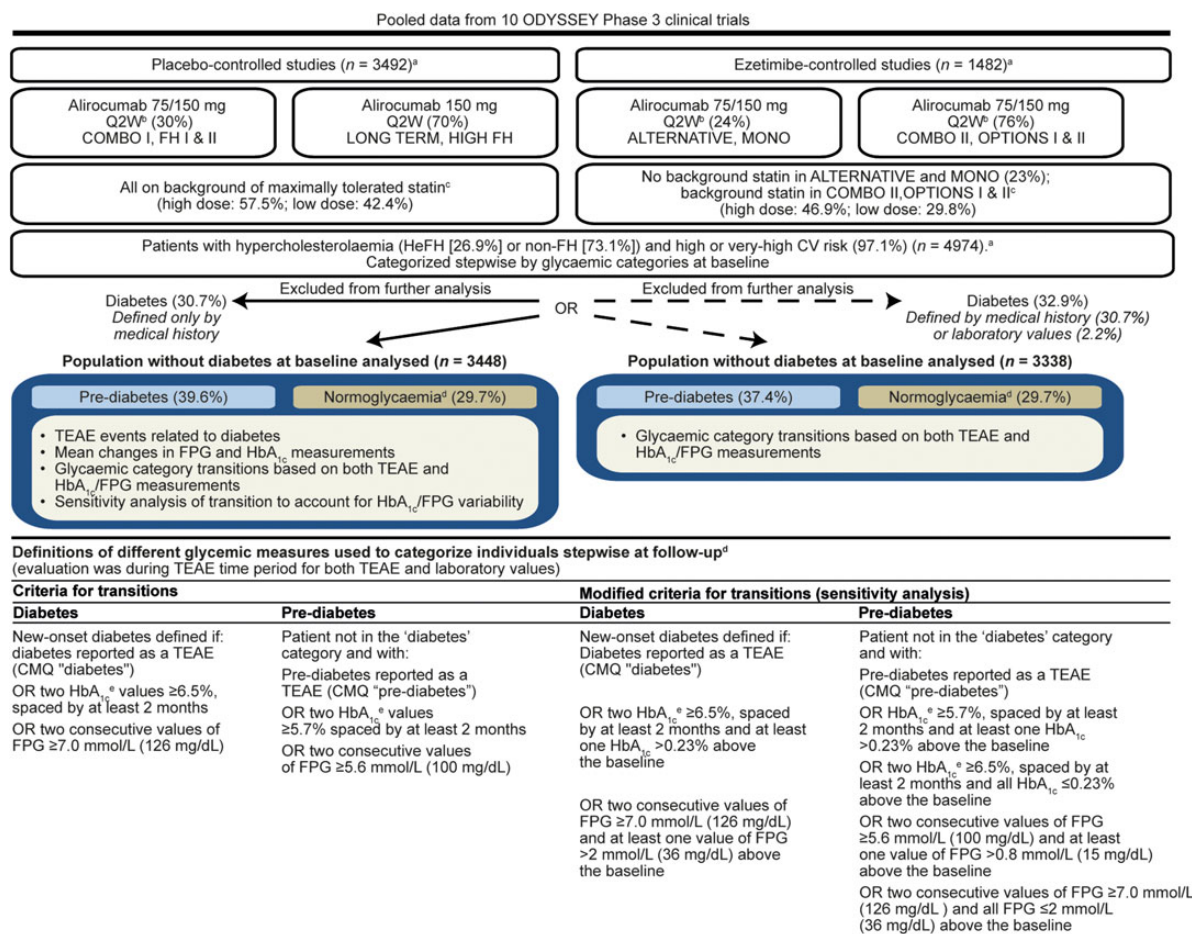 Pooled data from 10 ODYSSEY Phase 3 clinical trials
Placebo-controlled studies (n = 3492)ᵃ
Ezetimibe-controlled studies (n = 1482)ᵃ
Alirocumab 75/150 mg
Q2Wᵇ (30%)
COMBO I, FH I & II
Alirocumab 150 mg
Q2W (70%)
LONG TERM, HIGH FH
Alirocumab 75/150 mg
Q2Wᵇ (24%)
ALTERNATIVE, MONO
Alirocumab 75/150 mg
Q2Wᵇ (76%)
COMBO II, OPTIONS I & II
All on background of maximally tolerated statinᶜ
(high dose: 57.5%; low dose: 42.4%)
No background statin in ALTERNATIVE and MONO (23%);
background statin in COMBO II,OPTIONS I & IIᶜ
(high dose: 46.9%; low dose: 29.8%)
Patients with hypercholesterolaemia (HeFH [26.9%] or non-FH [73.1%]) and high or very-high CV risk (97.1%) (n = 4974).ᵃ
Categorized stepwise by glycaemic categories at baseline
Diabetes (30.7%)
Defined only by
medical history
Excluded from further analysis
OR
Excluded from further analysis
Diabetes (32.9%)
Defined by medical history (30.7%)
or laboratory values (2.2%)
Population without diabetes at baseline analysed (n = 3448)
Pre-diabetes (39.6%)
Normoglycaemiaᵈ (29.7%)
• TEAE events related to diabetes
• Mean changes in FPG and HbA₁c measurements
• Glycaemic category transitions based on both TEAE and
HbA₁c/FPG measurements
• Sensitivity analysis of transition to account for HbA₁c/FPG variability
Population without diabetes at baseline analysed (n = 3338)
Pre-diabetes (37.4%)
Normoglycaemiaᵈ (29.7%)
• Glycaemic category transitions based on both TEAE and
HbA₁c/FPG measurements
Definitions of different glycemic measures used to categorize individuals stepwise at follow-upᵈ
(evaluation was during TEAE time period for both TEAE and laboratory values)
Criteria for transitions
Diabetes
New-onset diabetes defined if:
diabetes reported as a TEAE
(CMQ "diabetes")
OR two HbA₁cᵉ values ≥6.5%,
spaced by at least 2 months
OR two consecutive values of
FPG ≥7.0 mmol/L (126 mg/dL)
Pre-diabetes
Patient not in the 'diabetes'
category and with:
Pre-diabetes reported as a
TEAE (CMQ “pre-diabetes”)
OR two HbA₁cᵉ values
≥5.7% spaced by at least 2 months
OR two consecutive values
of FPG ≥5.6 mmol/L (100 mg/dL)
Modified criteria for transitions (sensitivity analysis)
Diabetes
New-onset diabetes defined if:
Diabetes reported as a TEAE
(CMQ "diabetes")
OR two HbA₁cᵉ ≥6.5%, spaced
by at least 2 months and at least
one HbA₁c >0.23% above
the baseline
OR two consecutive values of
FPG ≥7.0 mmol/L (126 mg/dL)
and at least one value of FPG
>2 mmol/L (36 mg/dL) above
the baseline
Pre-diabetes
Patient not in the ‘diabetes’ category
and with:
Pre-diabetes reported as a
TEAE (CMQ “pre-diabetes”)
OR HbA₁cᵉ ≥5.7%, spaced by at least
2 months and at least one HbA₁c
>0.23% above the baseline
OR two HbA₁cᵉ ≥6.5%, spaced by at
least 2 months and all HbA₁c ≤0.23%
above the baseline
OR two consecutive values of FPG
≥5.6 mmol/L (100 mg/dL) and at least
one value of FPG >0.8 mmol/L (15 mg/dL)
above the baseline
OR two consecutive values of FPG ≥7.0 mmol/L
(126 mg/dL ) and all FPG ≤2 mmol/L
(36 mg/dL) above the baseline